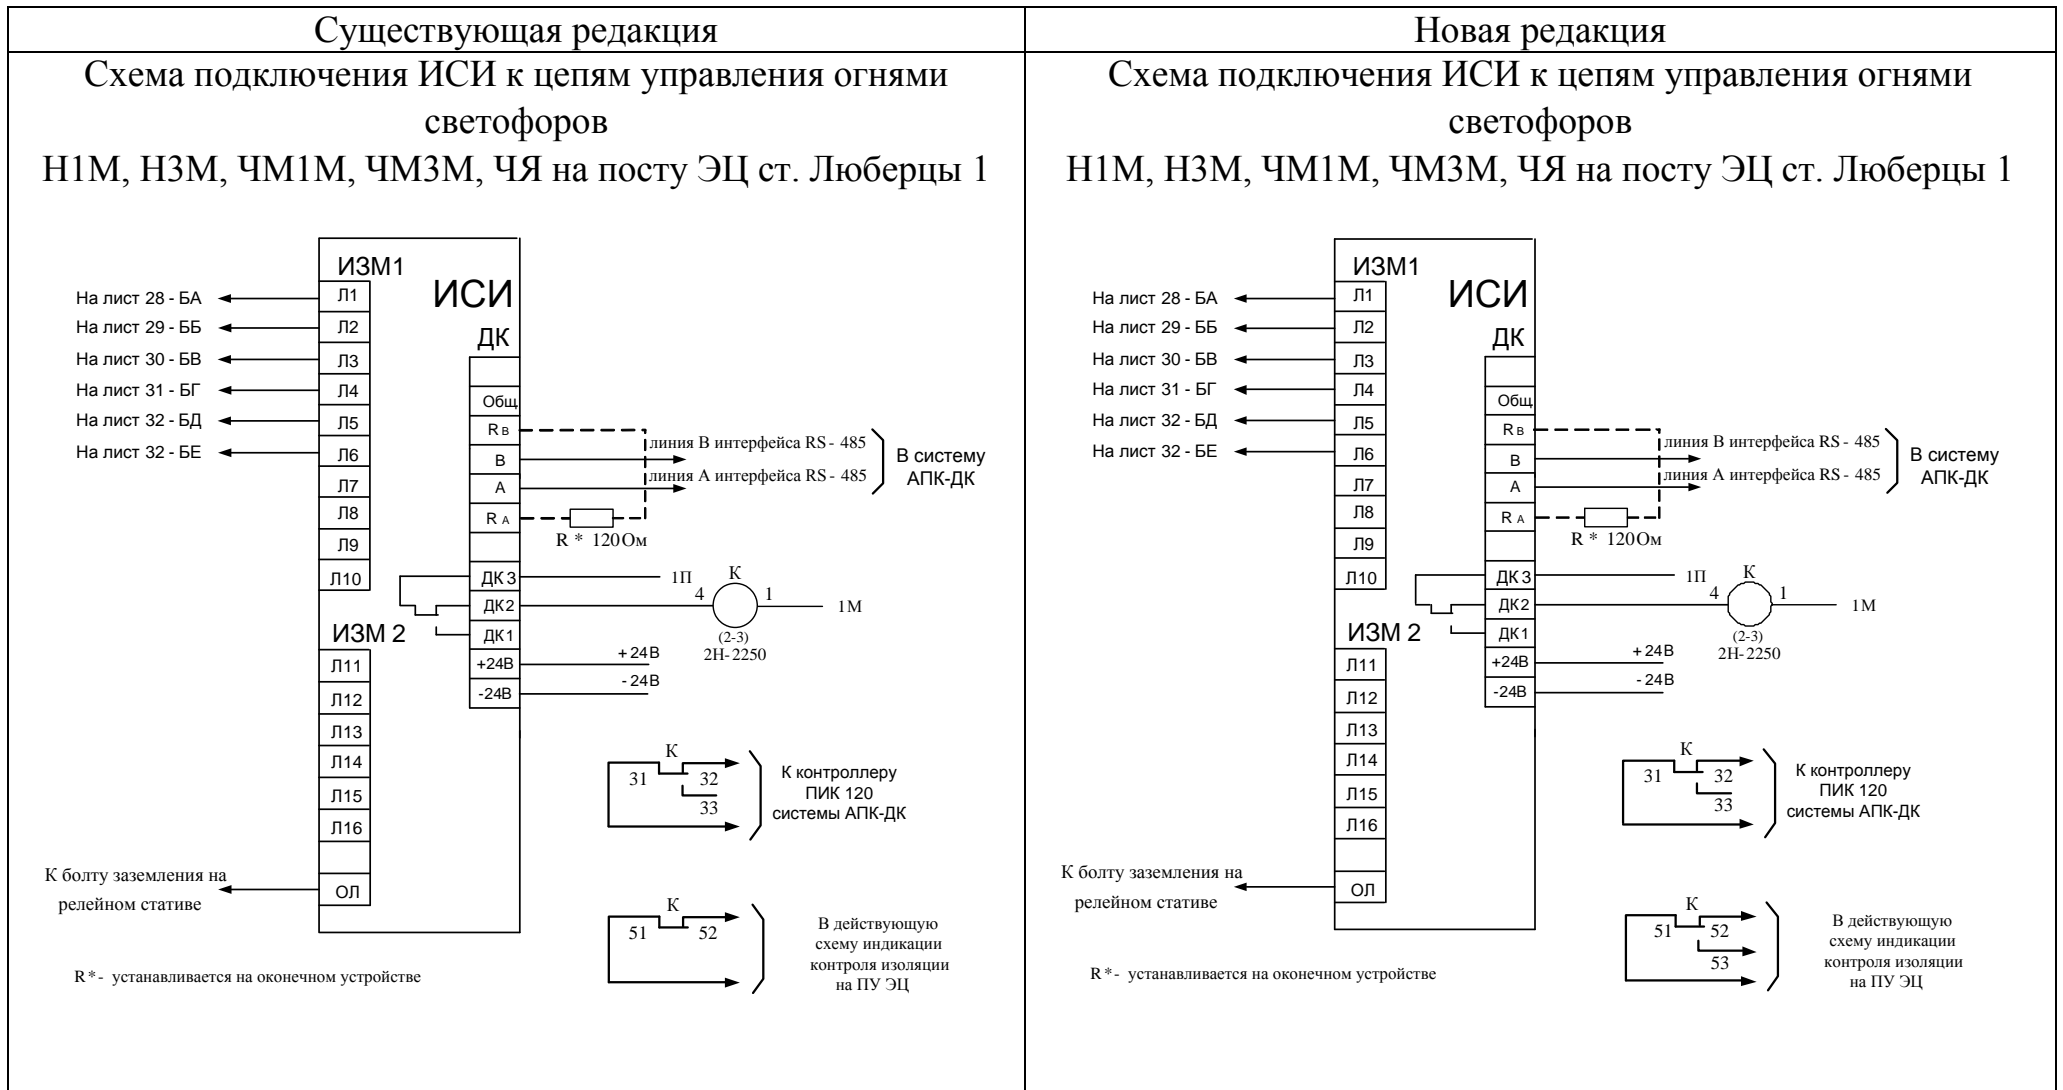 Существующая редакция
Схема подключения ИСИ к цепям управления огнями
светофоров
Н1М, Н3М, ЧМ1М, ЧМ3М, ЧЯ на посту ЭЦ ст. Люберцы 1
ИЗМ1
ИСИ
ДК
На лист 28 - БА
На лист 29 - ББ
На лист 30 - БВ
На лист 31 - БГ
На лист 32 - БД
На лист 32 - БЕ
Л1
Л2
Л3
Л4
Л5
Л6
Л7
Л8
Л9
Л10
ИЗМ 2
Л11
Л12
Л13
Л14
Л15
Л16
ОЛ
Общ.
R В
В
А
R А
ДК 3
ДК2
ДК1
+24В
-24В
линия В интерфейса RS - 485
линия А интерфейса RS - 485
В систему
АПК-ДК
R * 120Ом
1П
К
4
1
1М
(2-3)
2Н-2250
+ 24В
- 24В
К
31
32
33
К контроллеру
ПИК 120
системы АПК-ДК
К
51
52
В действующую
схему индикации
контроля изоляции
на ПУ ЭЦ
К болту заземления на
релейном стативе
R * - устанавливается на оконечном устройстве
Новая редакция
Схема подключения ИСИ к цепям управления огнями
светофоров
Н1М, Н3М, ЧМ1М, ЧМ3М, ЧЯ на посту ЭЦ ст. Люберцы 1
ИЗМ1
ИСИ
ДК
На лист 28 - БА
На лист 29 - ББ
На лист 30 - БВ
На лист 31 - БГ
На лист 32 - БД
На лист 32 - БЕ
Л1
Л2
Л3
Л4
Л5
Л6
Л7
Л8
Л9
Л10
ИЗМ 2
Л11
Л12
Л13
Л14
Л15
Л16
ОЛ
Общ.
R В
В
А
R А
ДК 3
ДК2
ДК1
+24В
-24В
линия В интерфейса RS - 485
линия А интерфейса RS - 485
В систему
АПК-ДК
R * 120Ом
1П
К
4
1
1М
(2-3)
2Н-2250
+ 24В
- 24В
К
31
32
33
К контроллеру
ПИК 120
системы АПК-ДК
К
51
52
53
В действующую
схему индикации
контроля изоляции
на ПУ ЭЦ
К болту заземления на
релейном стативе
R * - устанавливается на оконечном устройстве